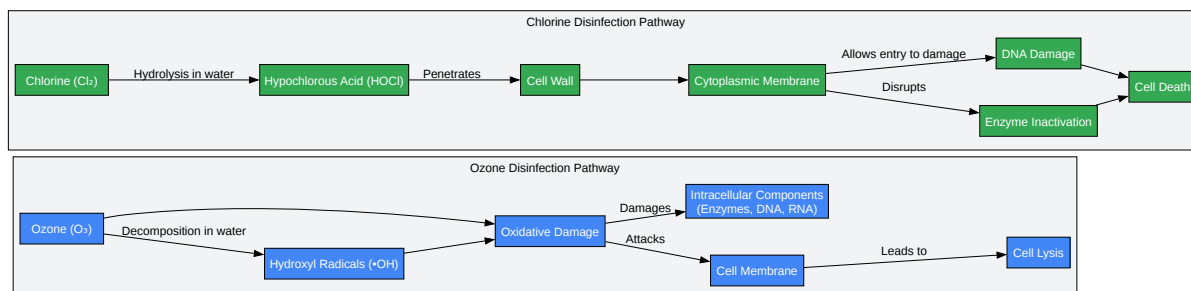 Chlorine Disinfection Pathway
Chlorine (Cl₂)
Hydrolysis in water
Hypochlorous Acid (HOCl)
Penetrates
Cell Wall
Cytoplasmic Membrane
Allows entry to damage
DNA Damage
Disrupts
Enzyme Inactivation
Cell Death
Ozone Disinfection Pathway
Ozone (O₃)
Decomposition in water
Hydroxyl Radicals (•OH)
Oxidative Damage
Damages
Intracellular Components
(Enzymes, DNA, RNA)
Attacks
Cell Membrane
Leads to
Cell Lysis